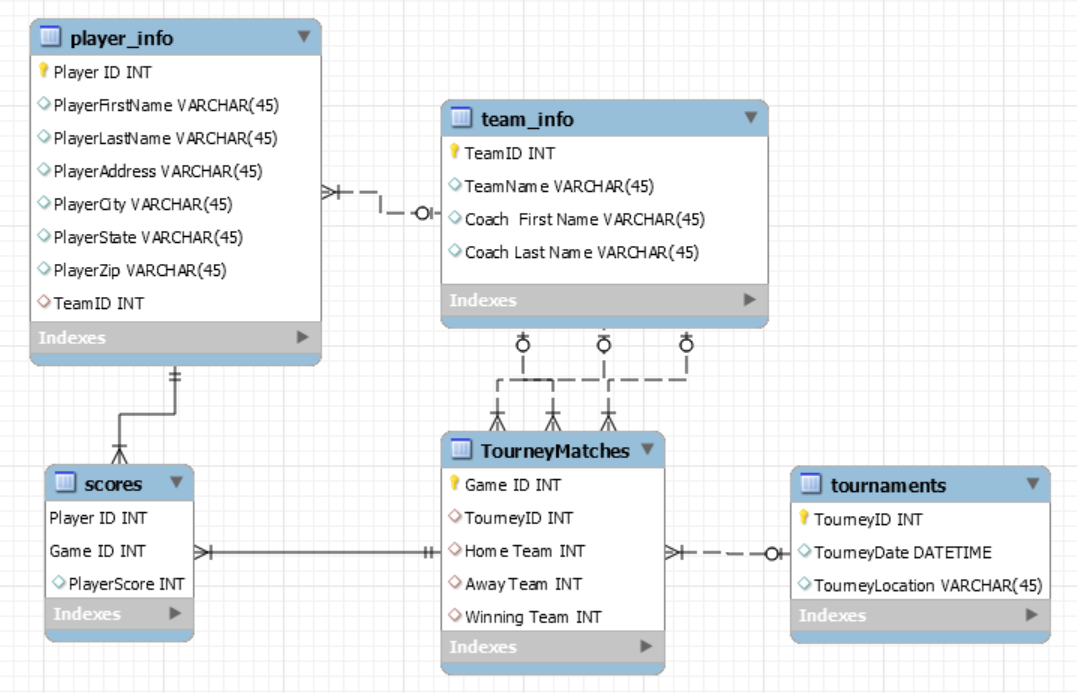 player_info
Player ID INT
PlayerFirstName VARCHAR(45)
PlayerLastName VARCHAR(45)
PlayerAddress VARCHAR(45)
PlayerCity VARCHAR(45)
PlayerState VARCHAR(45)
PlayerZip VARCHAR(45)
TeamID INT
Indexes
team_info
TeamID INT
TeamName VARCHAR(45)
Coach  First Name VARCHAR(45)
Coach Last Name VARCHAR(45)
Indexes
scores
Player ID INT
Game ID INT
PlayerScore INT
Indexes
TourneyMatches
Game ID INT
TourneyID INT
Home Team INT
Away Team INT
Winning Team INT
Indexes
tournaments
TourneyID INT
TourneyDate DATETIME
TourneyLocation VARCHAR(45)
Indexes